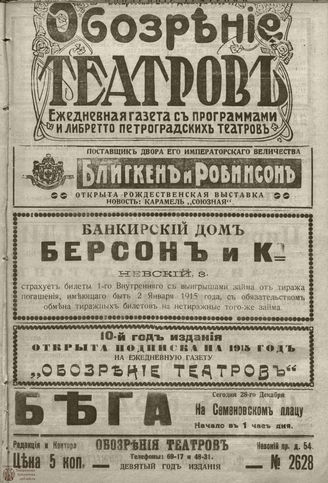 Обозрѣніе
ТЕАТРОВЪ
Ежедневная газета съ программами
и либретто петроградскихъ театровъ
ПОСТАВЩИКЪ ДВОРА ЕГО ИМПЕРАТОРСКАГО ВЕЛИЧЕСТВА
БЛИГКЕНЪ и РОБИНСОНЪ
ОТКРЫТА РОЖДЕСТВЕНСКАЯ ВЫСТАВКА
НОВОСТЬ: КАРАМЕЛЬ „СОЮЗНАЯ“
БАНКИРСКІЙ ДОМЪ
БЕРСОНЪ и Кº
НЕВСКІЙ, 3
страхуетъ билеты 1-го Внутренняго съ выигрышами займа отъ тиража
погашенія, имѣющаго быть 2 Января 1915 года, съ обязательствомъ
обмѣна тиражныхъ билетовъ на нетиражные того-же займа.
10-й годъ изданія
ОТКРЫТА ПОДПИСКА НА 1915 ГОДЪ
НА ЕЖЕДНЕВНУЮ ГАЗЕТУ
„ОБОЗРѢНІЕ ТЕАТРОВЪ“
БѢГА
Сегодня 28-го Декабря
На Семеновскомъ плацу
Начало въ 1 часъ дня.
Редакція и Контора ОБОЗРѢНІЯ ТЕАТРОВЪ Невскій пр. д. 54.
Телефоны: 69-17 и 48-31.
Цѣна 5 коп. ДЕВЯТЫЙ ГОДЪ ИЗДАНІЯ № 2628